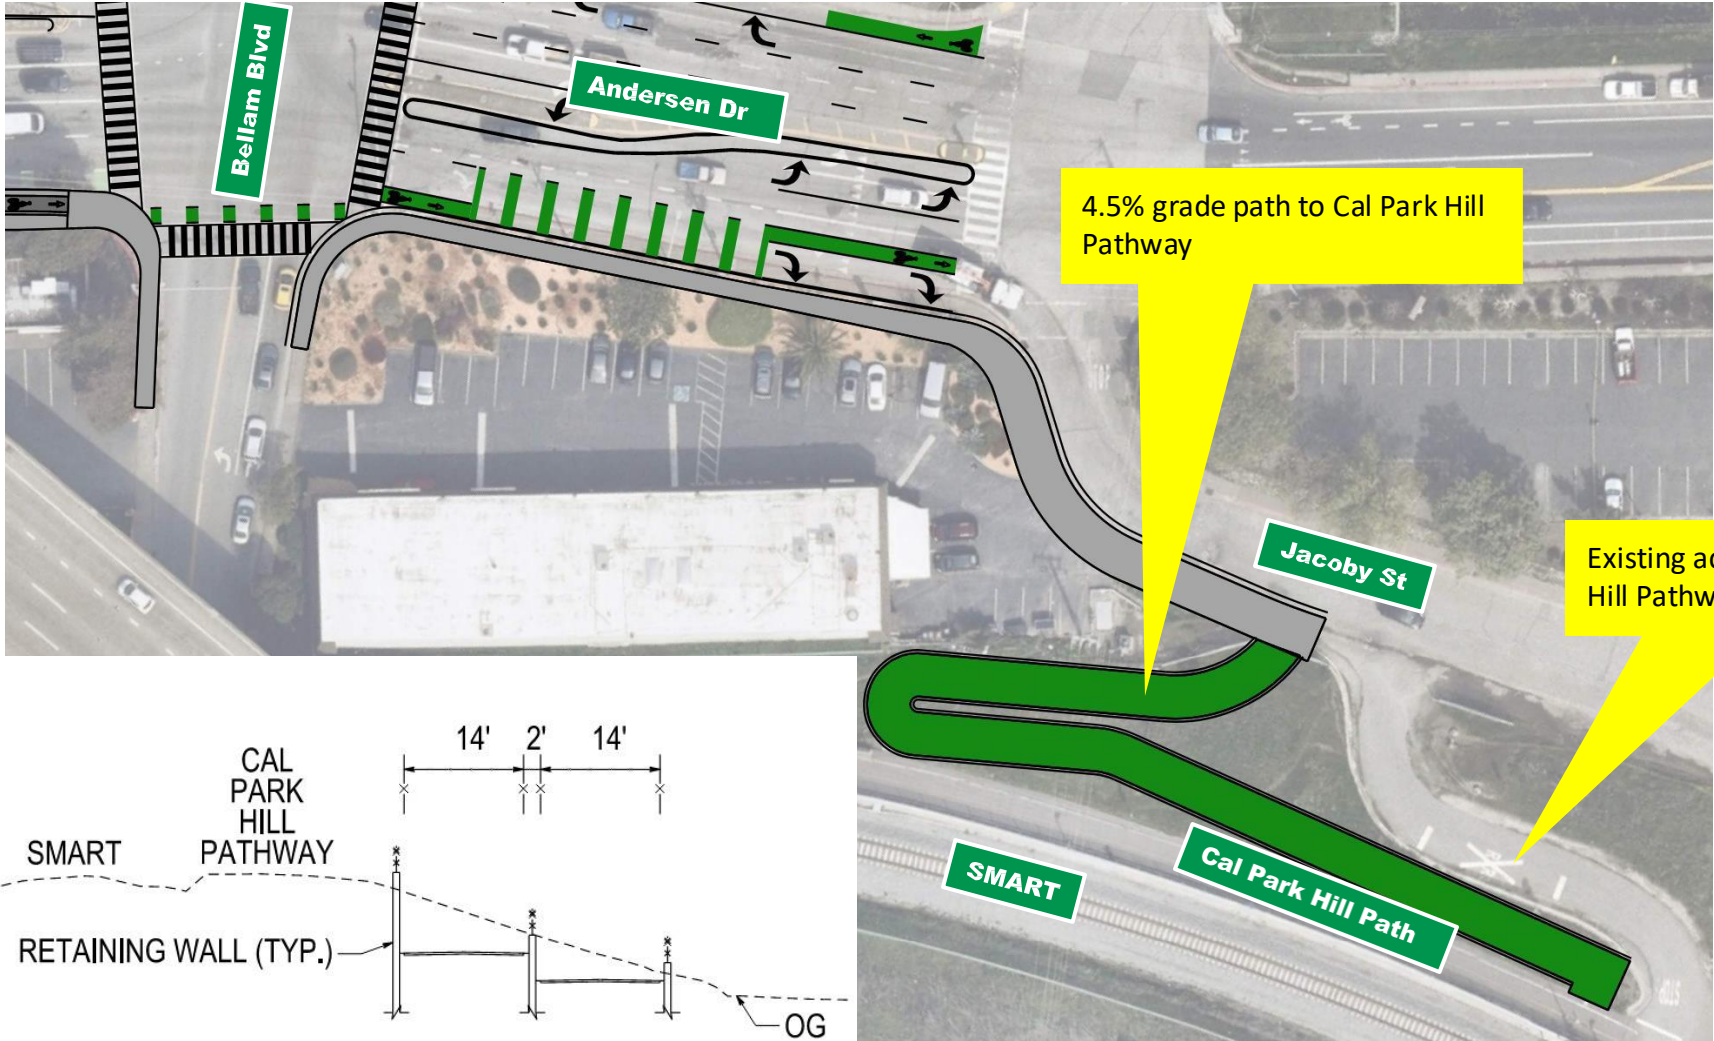 Bellam Blvd
Andersen Dr
4.5% grade path to Cal Park Hill
Pathway
Jacoby St
Existing ac
Hill Pathw
SMART
Cal Park Hill Path
STOP
14' 2' 14'
CAL
PARK
HILL
PATHWAY
SMART
RETAINING WALL (TYP.)
OG